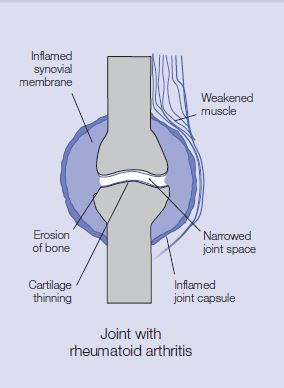 Inflamed
synovial
membrane
Weakened
muscle
Erosion
of bone
Narrowed
joint space
Cartilage
thinning
Inflamed
joint capsule
Joint with
rheumatoid arthritis